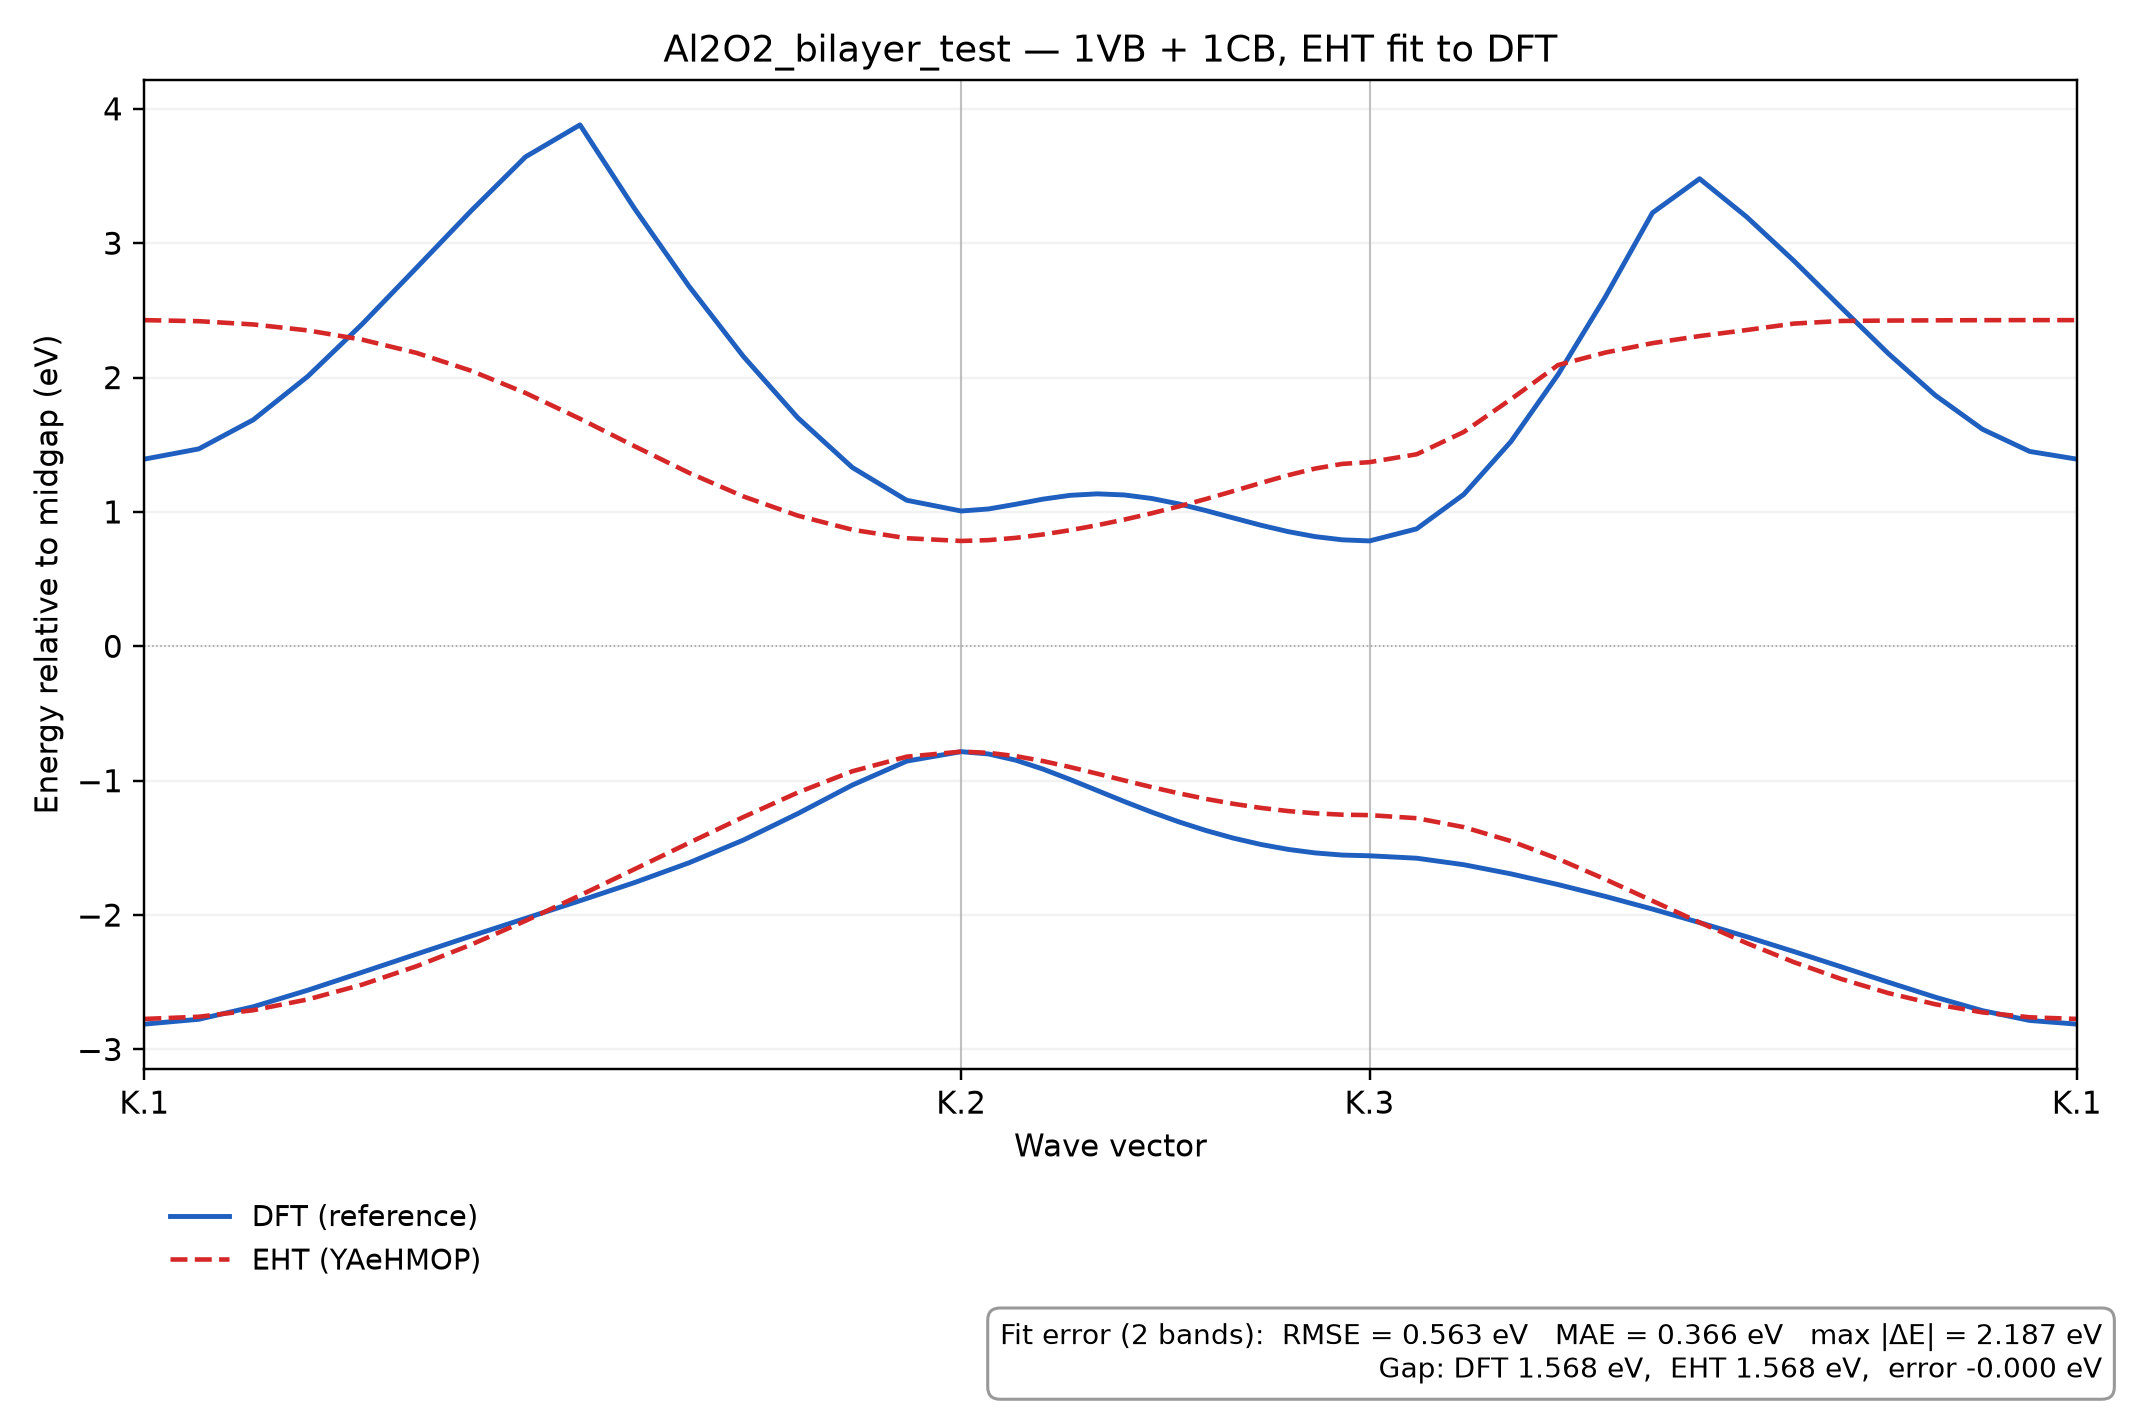 Al2O2_bilayer_test — 1VB + 1CB, EHT fit to DFT
Energy relative to midgap (eV)
4
3
2
1
0
−1
−2
−3
K.1
K.2
K.3
K.1
Wave vector
DFT (reference)
EHT (YAeHMOP)
Fit error (2 bands):  RMSE = 0.563 eV   MAE = 0.366 eV   max |ΔE| = 2.187 eV
Gap: DFT 1.568 eV,  EHT 1.568 eV,  error -0.000 eV